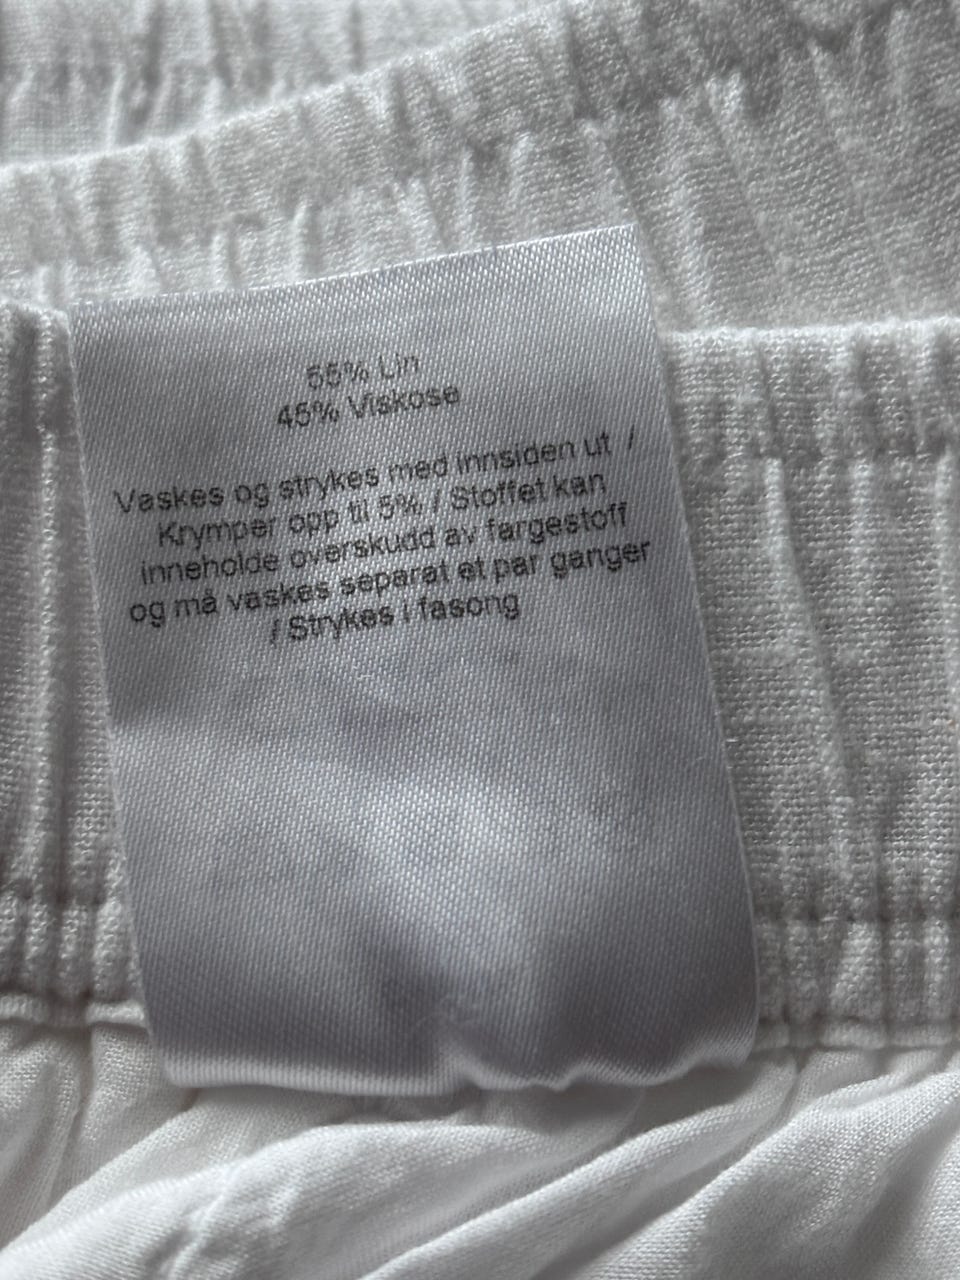 55% Lin
45% Viskose
Vaskes og strykes med innsiden ut /
Krymper opp til 5% / Stoffet kan
inneholde overskudd av fargestoff
og må vaskes separat et par ganger
/ Strykes i fasong